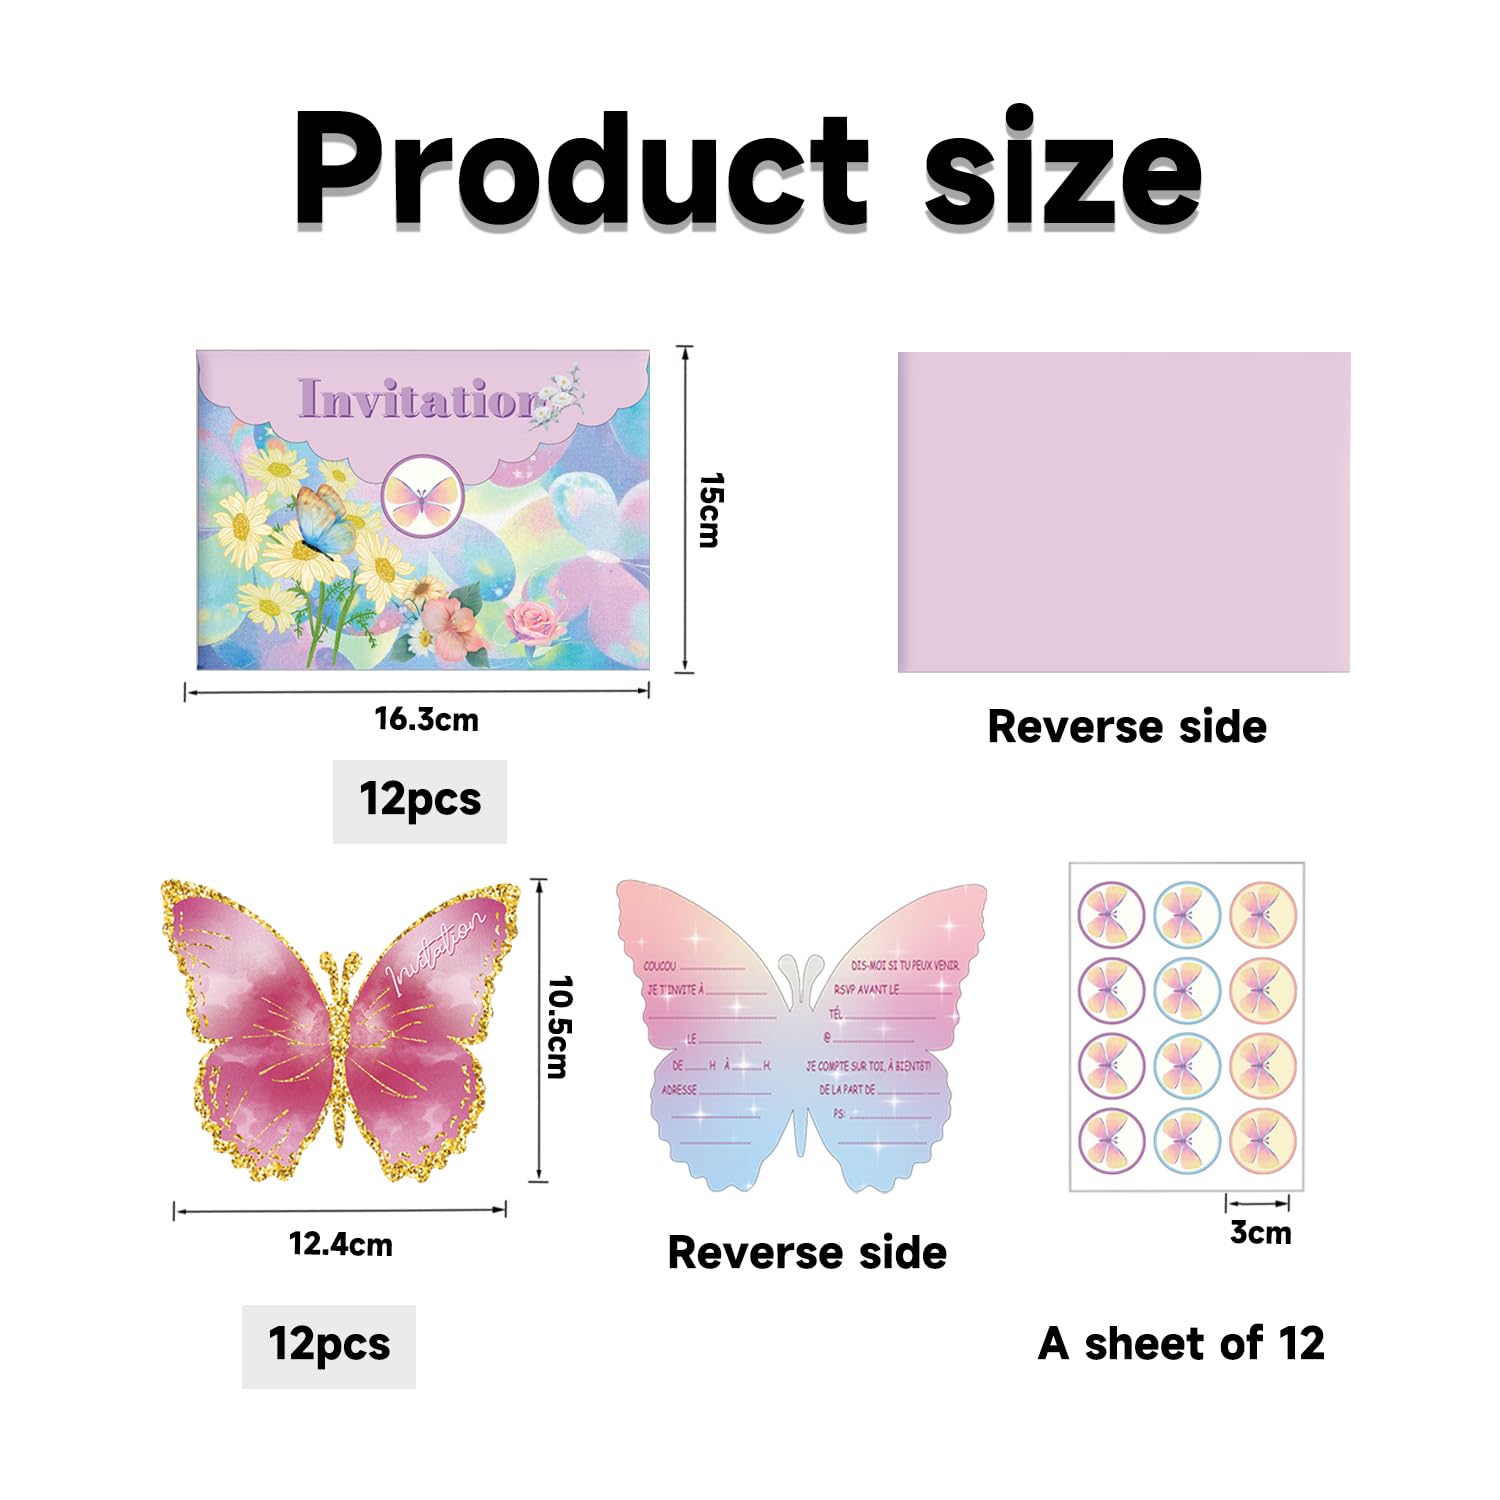 Product size
Invitation
15cm
16.3cm
Reverse side
12pcs
Invitation
10.5cm
12.4cm
12pcs
COUCOU
JE T'INVITE À
LE
DE H À H
ADRESSE
DIS-MOI SI TU PEUX VENIR.
RSVP AVANT LE
TÉL
@
JE COMPTE SUR TOI, À BIENTÔT!
DE LA PART DE
PS:
Reverse side
3cm
A sheet of 12